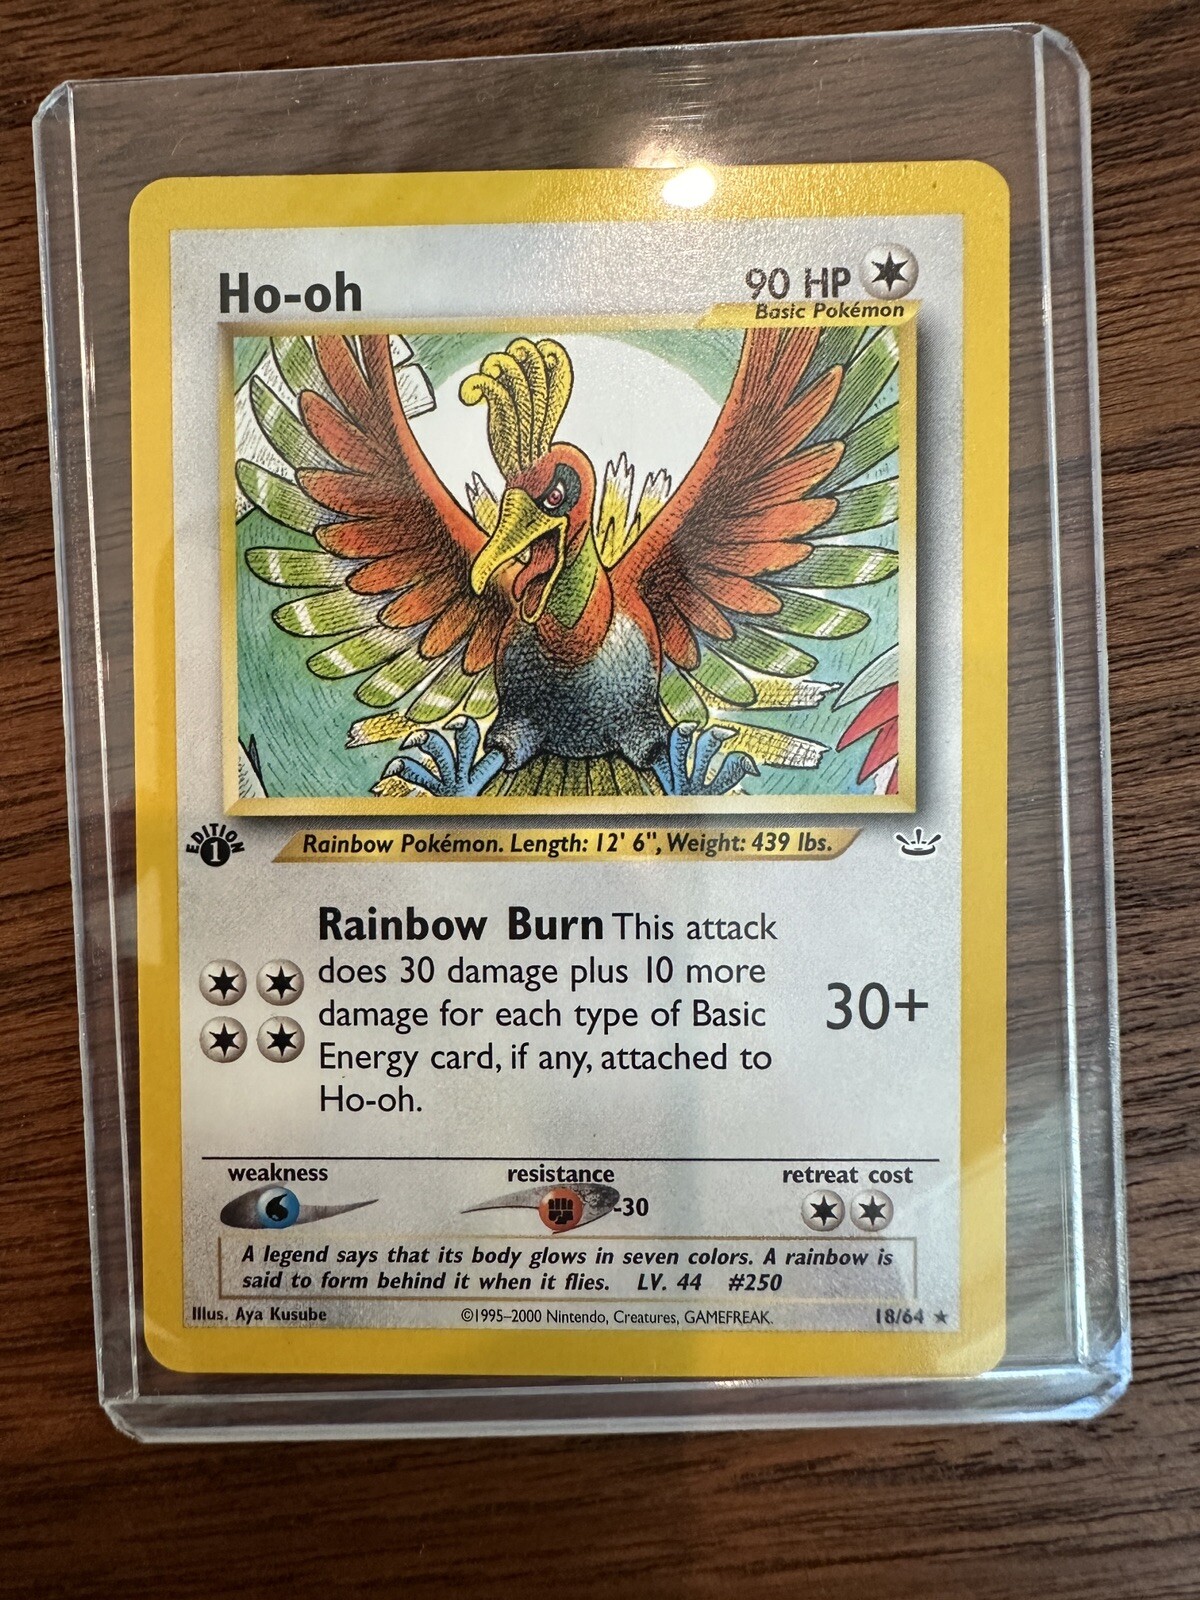 Ho-oh
90 HP
Basic Pokémon
EDITION
1
Rainbow Pokémon. Length: 12' 6", Weight: 439 lbs.
Rainbow Burn This attack
does 30 damage plus 10 more
damage for each type of Basic
Energy card, if any, attached to
Ho-oh.
30+
weakness resistance retreat cost
-30
A legend says that its body glows in seven colors. A rainbow is
said to form behind it when it flies. LV. 44 #250
Illus. Aya Kusube ©1995–2000 Nintendo, Creatures, GAMEFREAK. 18/64 ★